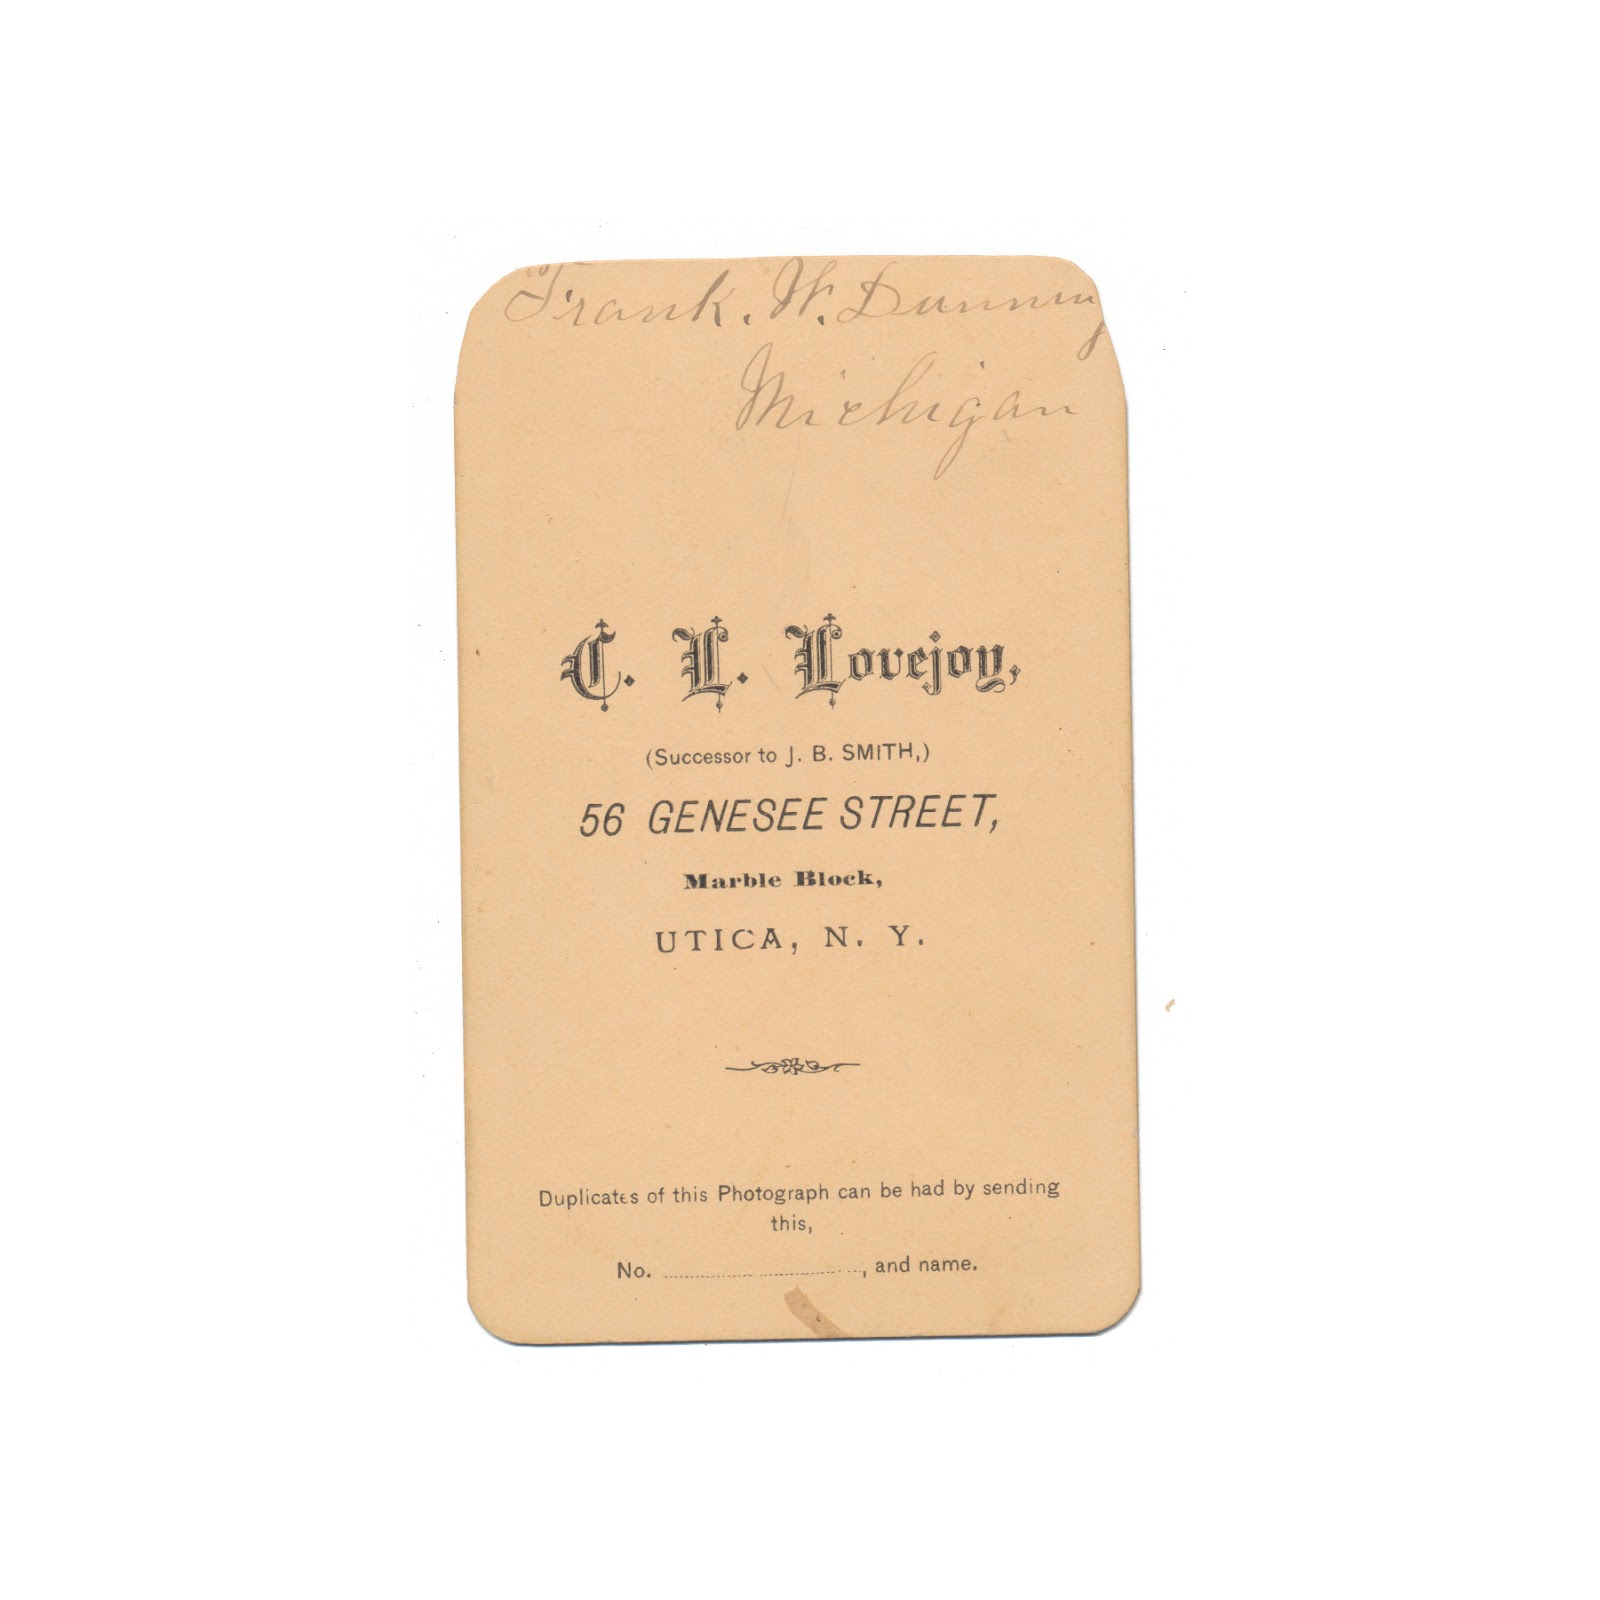 Frank. W. Dunning
Michigan
C. L. Lovejoy,
(Successor to J. B. SMITH,)
56 GENESEE STREET,
Marble Block,
UTICA, N. Y.
Duplicates of this Photograph can be had by sending
this,
No. ...................., and name.